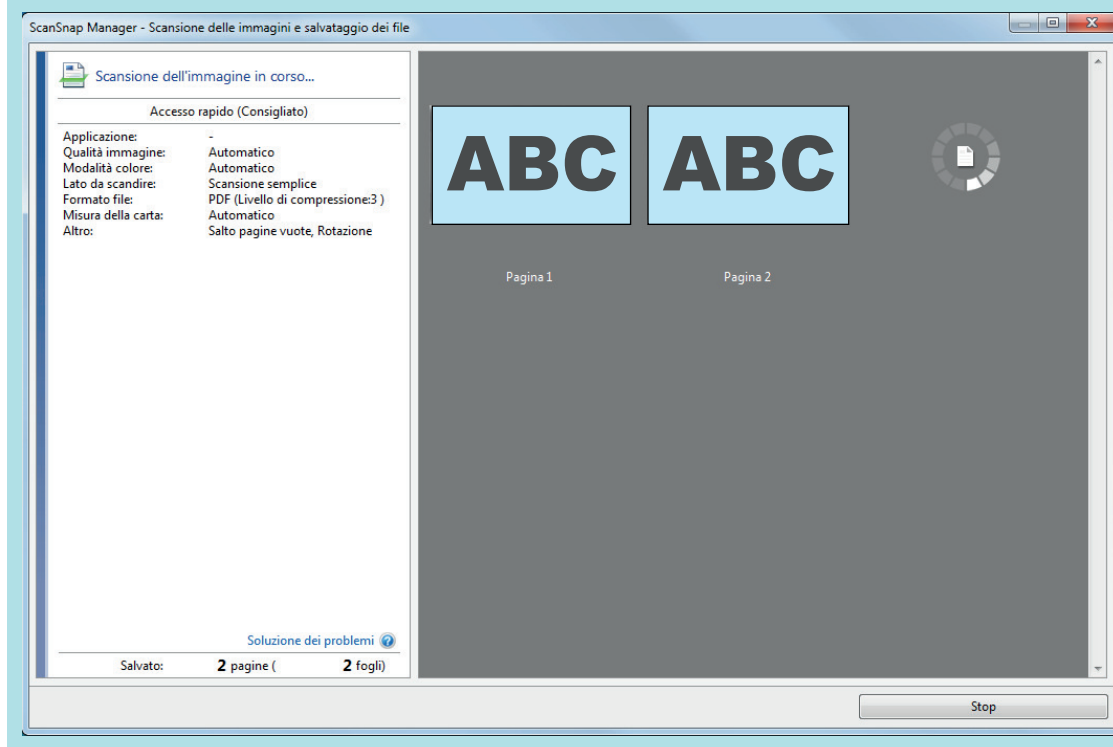 ScanSnap Manager - Scansione delle immagini e salvataggio dei file
Scansione dell'immagine in corso...
Accesso rapido (Consigliato)
Applicazione: -
Qualità immagine: Automatico
Modalità colore: Automatico
Lato da scandire: Scansione semplice
Formato file: PDF (Livello di compressione:3 )
Misura della carta: Automatico
Altro: Salto pagine vuote, Rotazione
ABC ABC
Pagina 1 Pagina 2
Soluzione dei problemi ?
Salvato: 2 pagine ( 2 fogli)
Stop